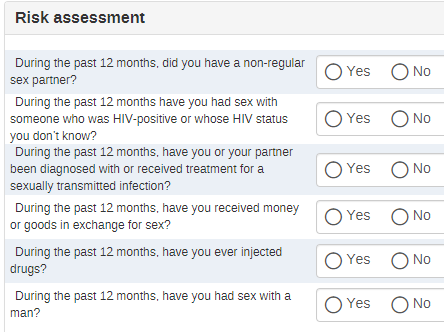 Risk assessment
During the past 12 months, did you have a non-regular
sex partner?
Yes No
During the past 12 months have you had sex with
someone who was HIV-positive or whose HIV status
you don't know?
Yes No
During the past 12 months, have you or your partner
been diagnosed with or received treatment for a
sexually transmitted infection?
Yes No
During the past 12 months, have you received money
or goods in exchange for sex?
Yes No
During the past 12 months, have you ever injected
drugs?
Yes No
During the past 12 months, have you had sex with a
man?
Yes No